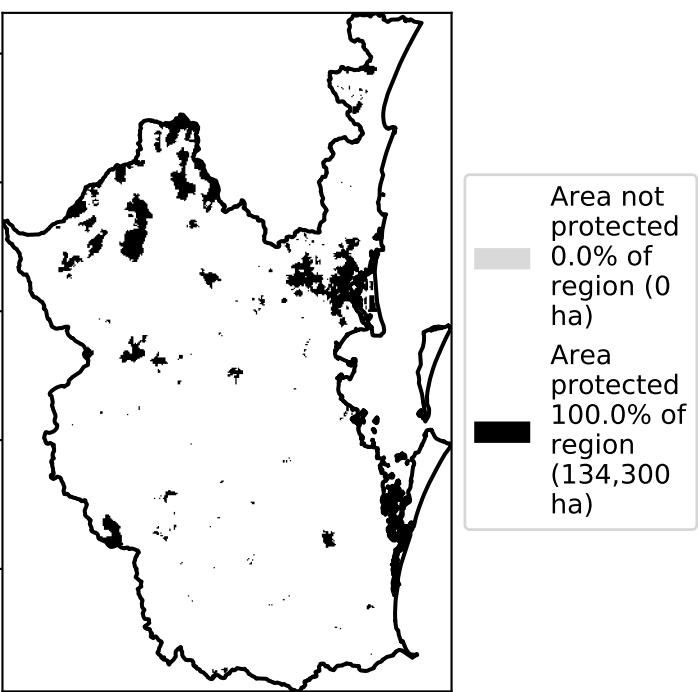 Area not
protected
0.0% of
region (0
ha)
Area
protected
100.0% of
region
(134,300
ha)